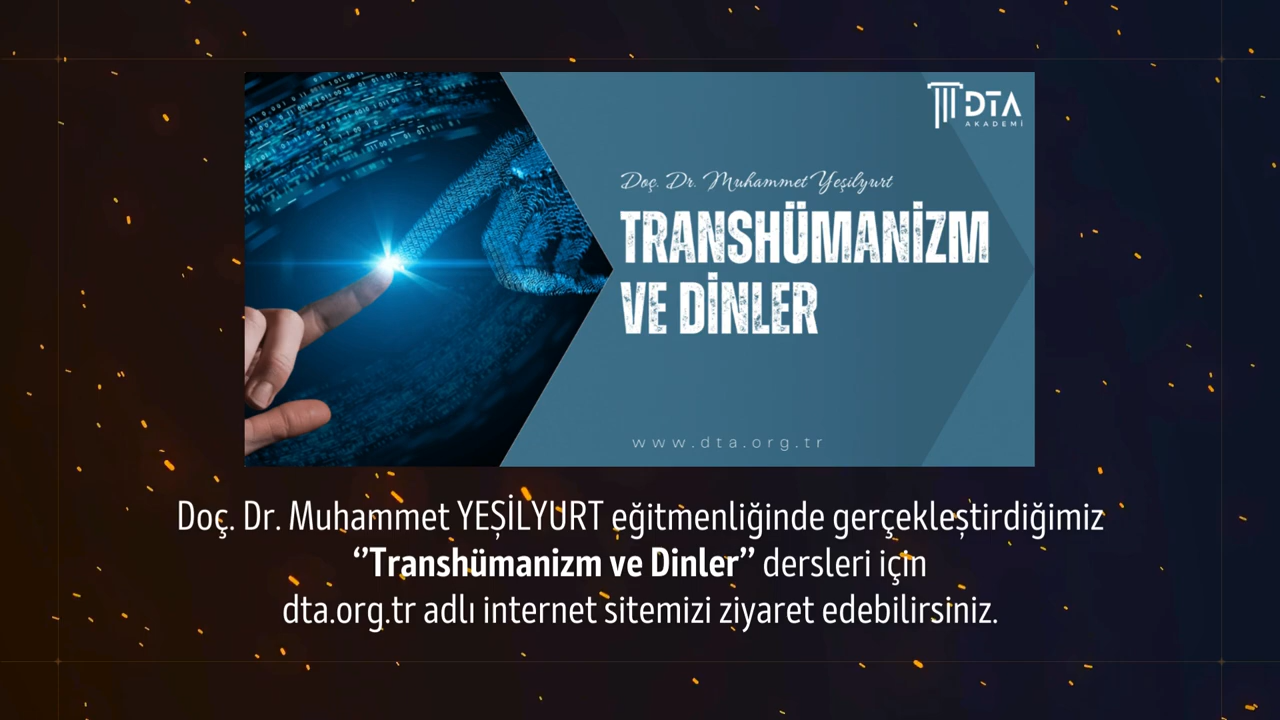 DTA
AKADEMİ
Doç. Dr. Muhammet Yeşilyurt
TRANSHÜMANİZM
VE DİNLER
www.dta.org.tr
Doç. Dr. Muhammet YEŞİLYURT eğitmenliğinde gerçekleştirdiğimiz
‘’Transhümanizm ve Dinler’’ dersleri için
dta.org.tr adlı internet sitemizi ziyaret edebilirsiniz.